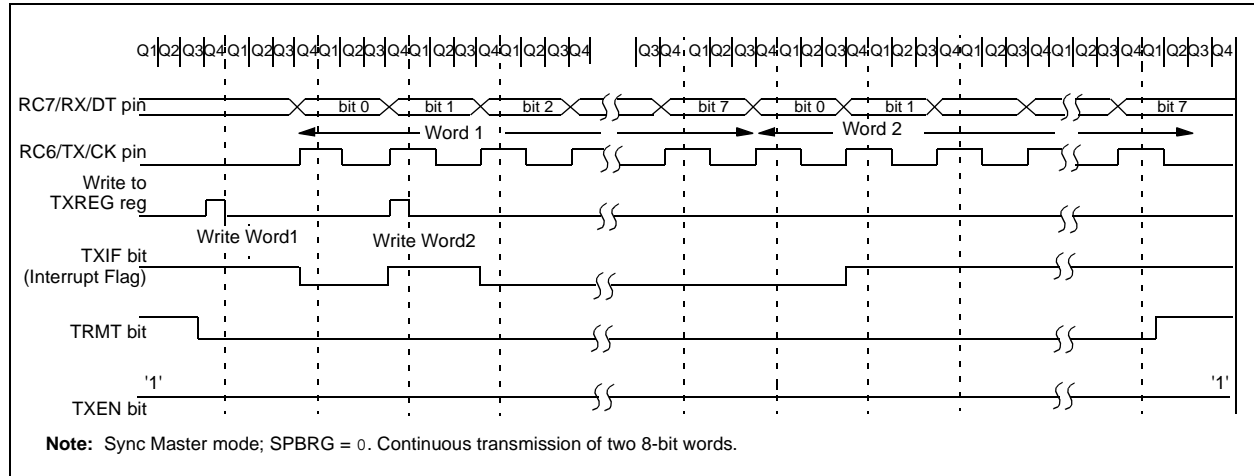 Q1 Q2 Q3 Q4 Q1 Q2 Q3 Q4 Q1 Q2 Q3 Q4 Q1 Q2 Q3 Q4 Q1 Q2 Q3 Q4 Q3 Q4 Q1 Q2 Q3 Q4 Q1 Q2 Q3 Q4 Q1 Q2 Q3 Q4 Q1 Q2 Q3 Q4 Q1 Q2 Q3 Q4 Q1 Q2 Q3 Q4
RC7/RX/DT pin
bit 0 bit 1 bit 2 bit 7 bit 0 bit 1 bit 7
Word 1 Word 2
RC6/TX/CK pin
Write to
TXREG reg
Write Word1 Write Word2
TXIF bit
(Interrupt Flag)
TRMT bit
'1' '1'
TXEN bit
Note: Sync Master mode; SPBRG = 0. Continuous transmission of two 8-bit words.